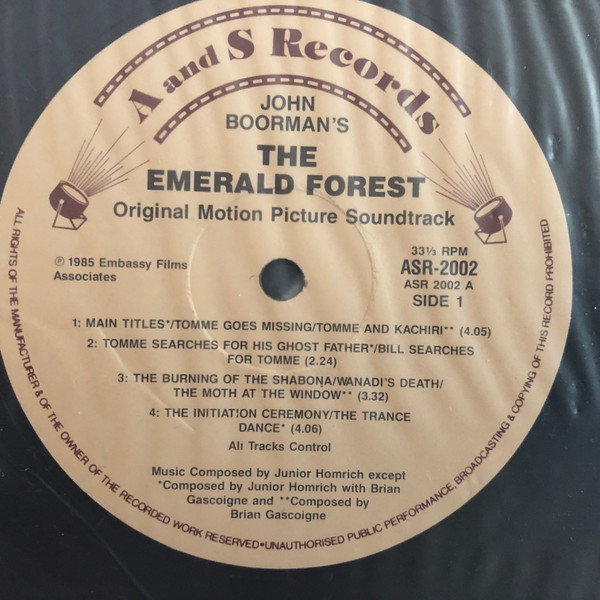 A and S Records
JOHN
BOORMAN'S
THE
EMERALD FOREST
Original Motion Picture Soundtrack
℗ 1985 Embassy Films
Associates
33⅓ RPM
ASR-2002
ASR 2002 A
SIDE 1
1: MAIN TITLES*/TOMME GOES MISSING/TOMME AND KACHIRI** (4.05)
2: TOMME SEARCHES FOR HIS GHOST FATHER*/BILL SEARCHES
FOR TOMME (2.24)
3: THE BURNING OF THE SHABONA/WANADI'S DEATH/
THE MOTH AT THE WINDOW** (3.32)
4: THE INITIAT!ON CEREMONY/THE TRANCE
DANCE* (4.06)
All Tracks Control
Music Composed by Junior Homrich except
*Composed by Junior Homrich with Brian
Gascoigne and **Composed by
Brian Gascoigne
ALL RIGHTS OF THE MANUFACTURER & OF THE OWNER OF THE RECORDED WORK RESERVED•UNAUTHORISED PUBLIC PERFORMANCE, BROADCASTING & COPYING OF THIS RECORD PROHIBITED